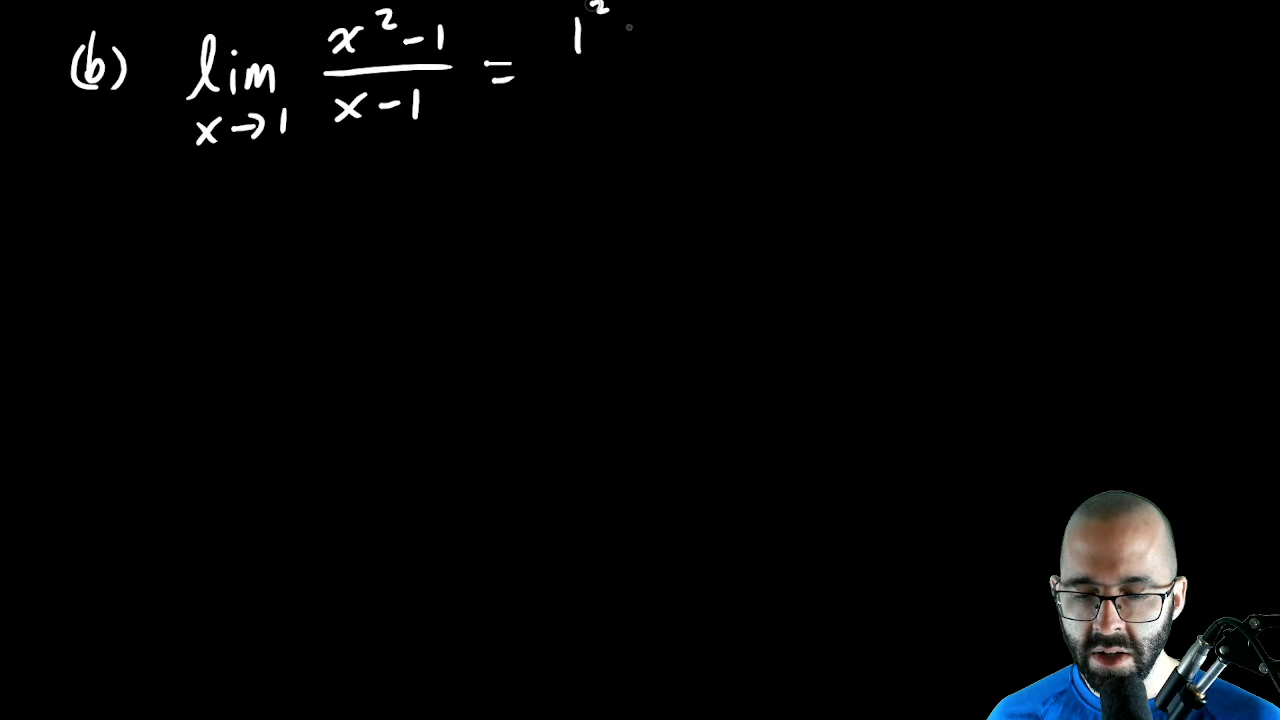 (b) lim x→1 x²-1 / x-1 = 1²